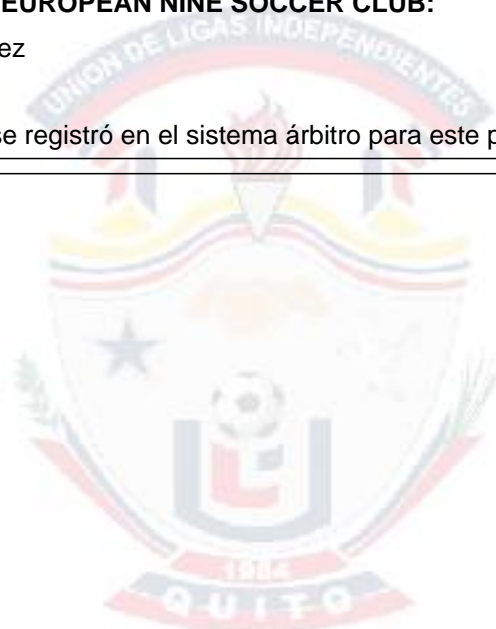 EUROPEAN NINE SOCCER CLUB:
ez
UNION DE LIGAS INDEPENDIENTES
se registró en el sistema árbitro para este p
1984
QUITO